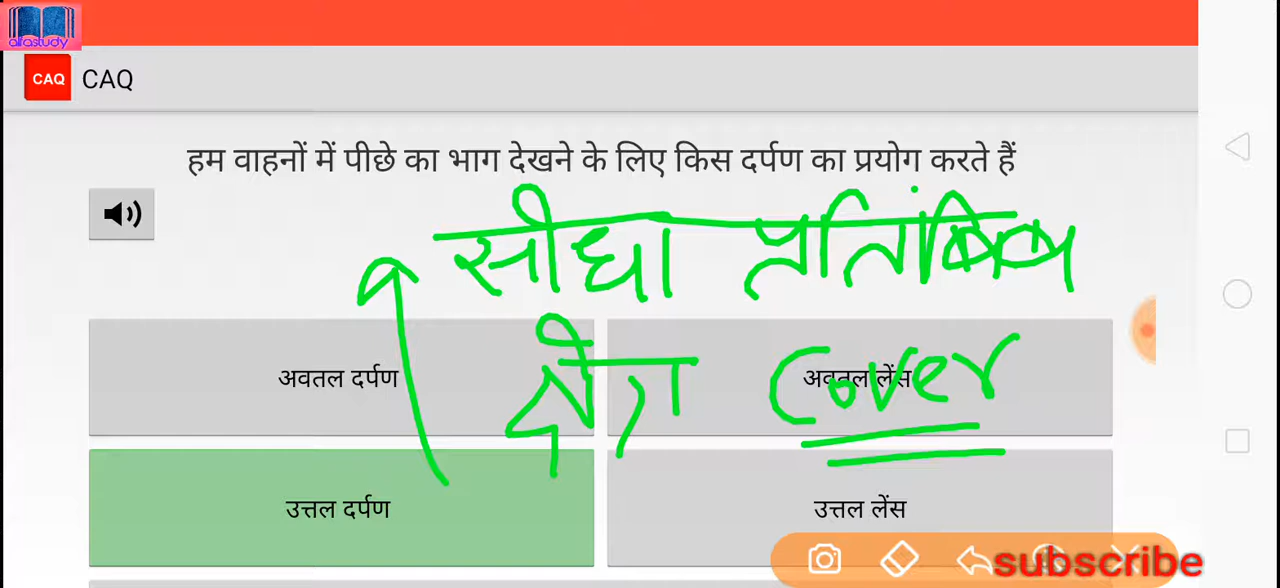 alfastudy
CAQ CAQ
हम वाहनों में पीछे का भाग देखने के लिए किस दर्पण का प्रयोग करते हैं
सीधा प्रतिबिंब
cover
अवतल दर्पण
अवतल लेंस
उत्तल दर्पण
उत्तल लेंस
subscribe